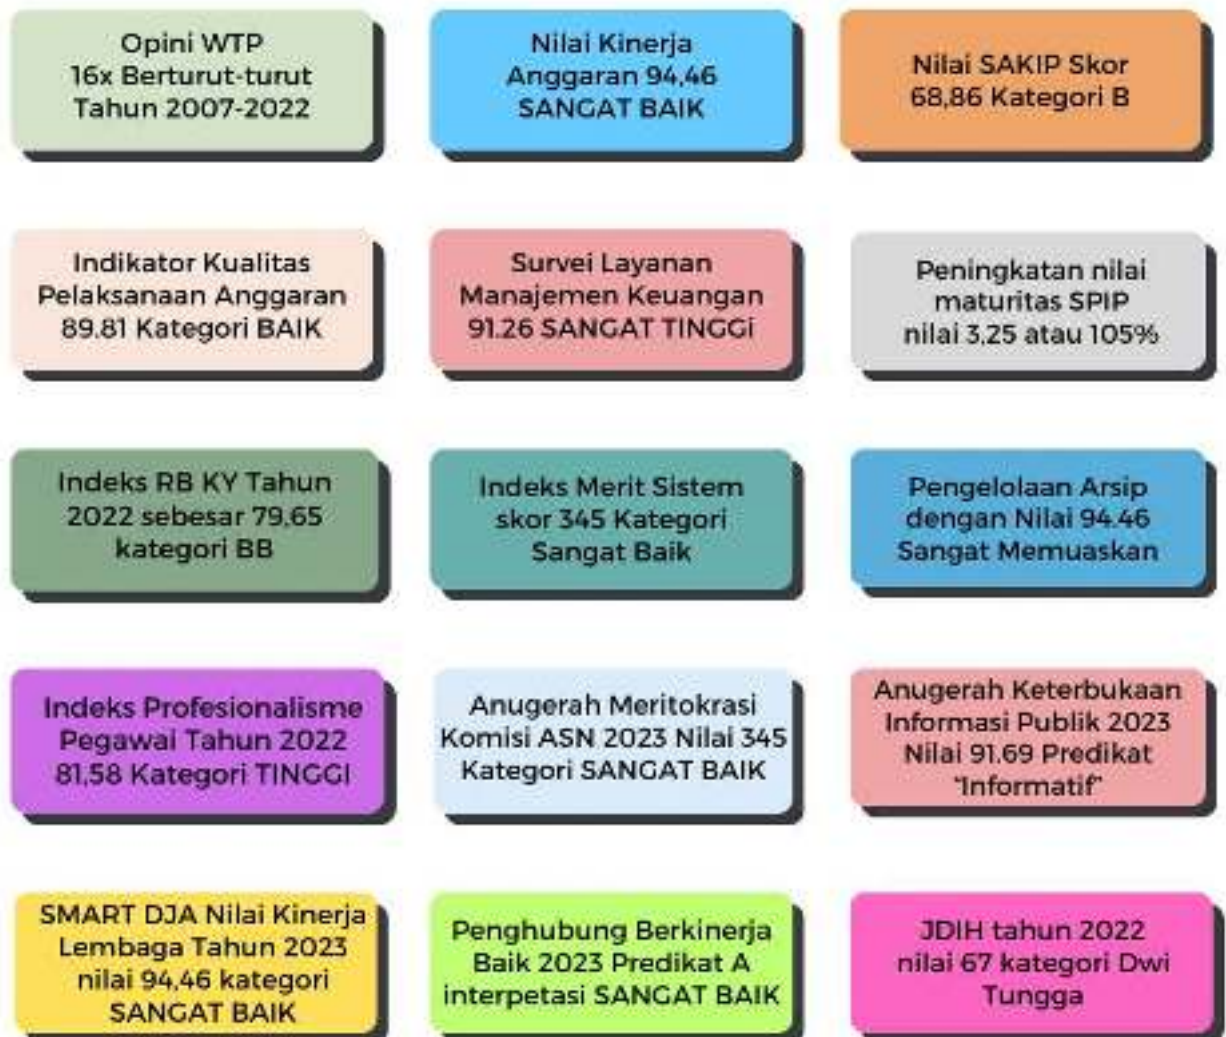 Opini WTP
16x Berturut-turut
Tahun 2007-2022
Nilai Kinerja
Anggaran 94,46
SANGAT BAIK
Nilai SAKIP Skor
68,86 Kategori B
Indikator Kualitas
Pelaksanaan Anggaran
89.81 Kategori BAIK
Survei Layanan
Manajemen Keuangan
91.26 SANGAT TINGGi
Peningkatan nilai
maturitas SPIP
nilai 3,25 atau 105%
Indeks RB KY Tahun
2022 sebesar 79,65
kategori BB
Indeks Merit Sistem
skor 345 Kategori
Sangat Baik
Pengelolaan Arsip
dengan Nilai 94.46
Sangat Memuaskan
Indeks Profesionalisme
Pegawai Tahun 2022
81,58 Kategori TINGGI
Anugerah Meritokrasi
Komisi ASN 2023 Nilai 345
Kategori SANGAT BAIK
Anugerah Keterbukaan
Informasi Publik 2023
Nilai 91.69 Predikat
"Informatif"
SMART DJA Nilai Kinerja
Lembaga Tahun 2023
nilai 94,46 kategori
SANGAT BAIK
Penghubung Berkinerja
Baik 2023 Predikat A
interpetasi SANGAT BAIK
JDIH tahun 2022
nilai 67 kategori Dwi
Tungga